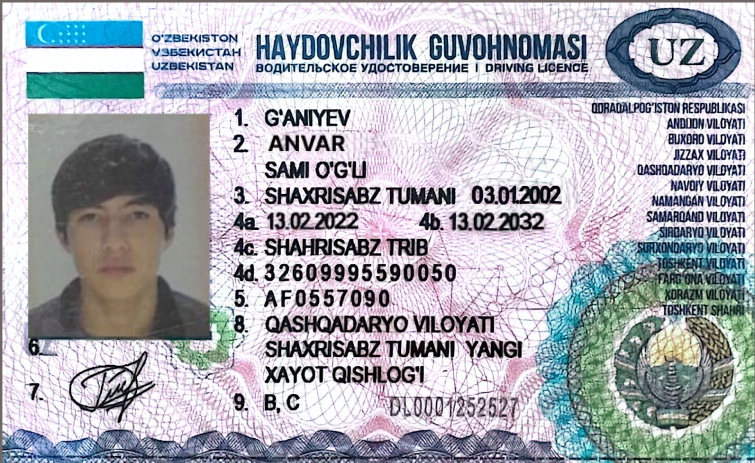 O'ZBEKISTON
УЗБЕКИСТАН
UZBEKISTAN
HAYDOVCHILIK GUVOHNOMASI
ВОДИТЕЛЬСКОЕ УДОСТОВЕРЕНИЕ | DRIVING LICENCE
UZ
1. G'ANIYEV
2. ANVAR
SAMI O'G'LI
3. SHAXRISABZ TUMANI 03.01.2002
4a. 13.02.2022 4b. 13.02.2032
4c. SHAHRISABZ TRIB
4d. 32609995590050
5. AF0557090
8. QASHQADARYO VILOYATI
SHAXRISABZ TUMANI YANGI
XAYOT QISHLOG'I
6.
7.
9. B, C
DL0001252527
QORAQALPOG'ISTON RESPUBLIKASI
ANDIJON VILOYATI
BUXORO VILOYATI
JIZZAX VILOYATI
QASHQADARYO VILOYATI
NAVOIY VILOYATI
NAMANGAN VILOYATI
SAMARQAND VILOYATI
SIRDARYO VILOYATI
SURXONDARYO VILOYATI
TOSHKENT VILOYATI
FARG'ONA VILOYATI
XORAZM VILOYATI
TOSHKENT SHAHRI